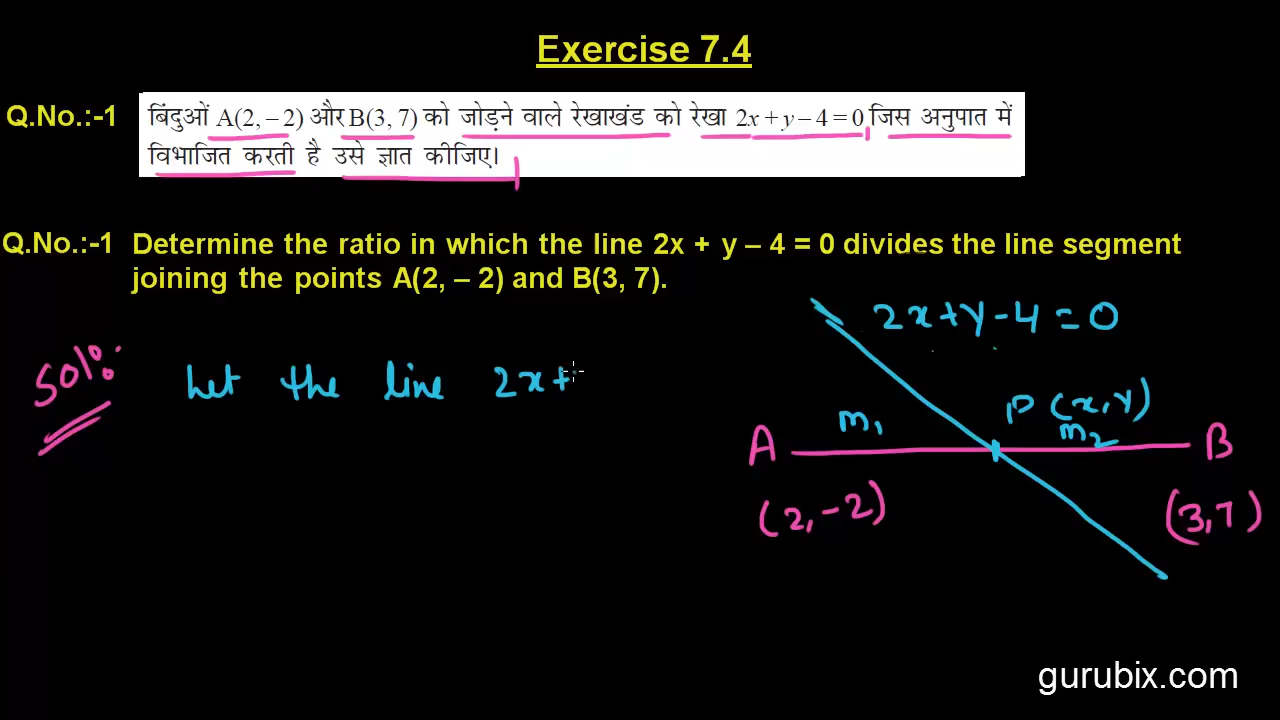 Exercise 7.4
Q.No.:-1 बिंदुओं A(2, – 2) और B(3, 7) को जोड़ने वाले रेखाखंड को रेखा 2x + y – 4 = 0 जिस अनुपात में
विभाजित करती है उसे ज्ञात कीजिए।
Q.No.:-1 Determine the ratio in which the line 2x + y – 4 = 0 divides the line segment
joining the points A(2, – 2) and B(3, 7).
2x+y-4=0
Sol:
Let the line 2x+
P (x,y)
m₁ m₂
A B
(2,-2) (3,7)
gurubix.com